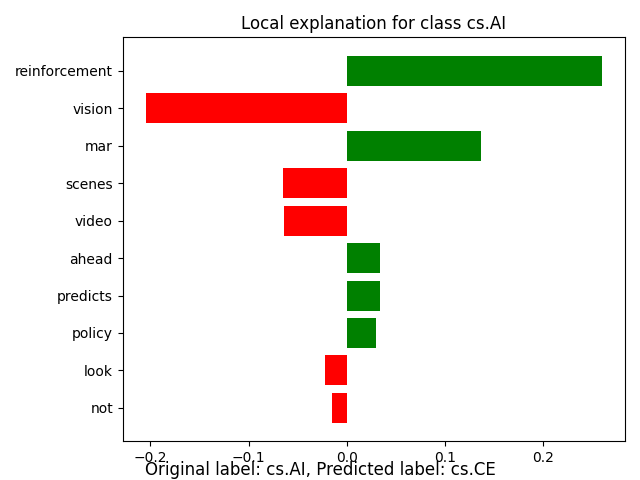 Local explanation for class cs.AI
reinforcement
vision
mar
scenes
video
ahead
predicts
policy
look
not
−0.2 −0.1 0.0 0.1 0.2
Original label: cs.AI, Predicted label: cs.CE